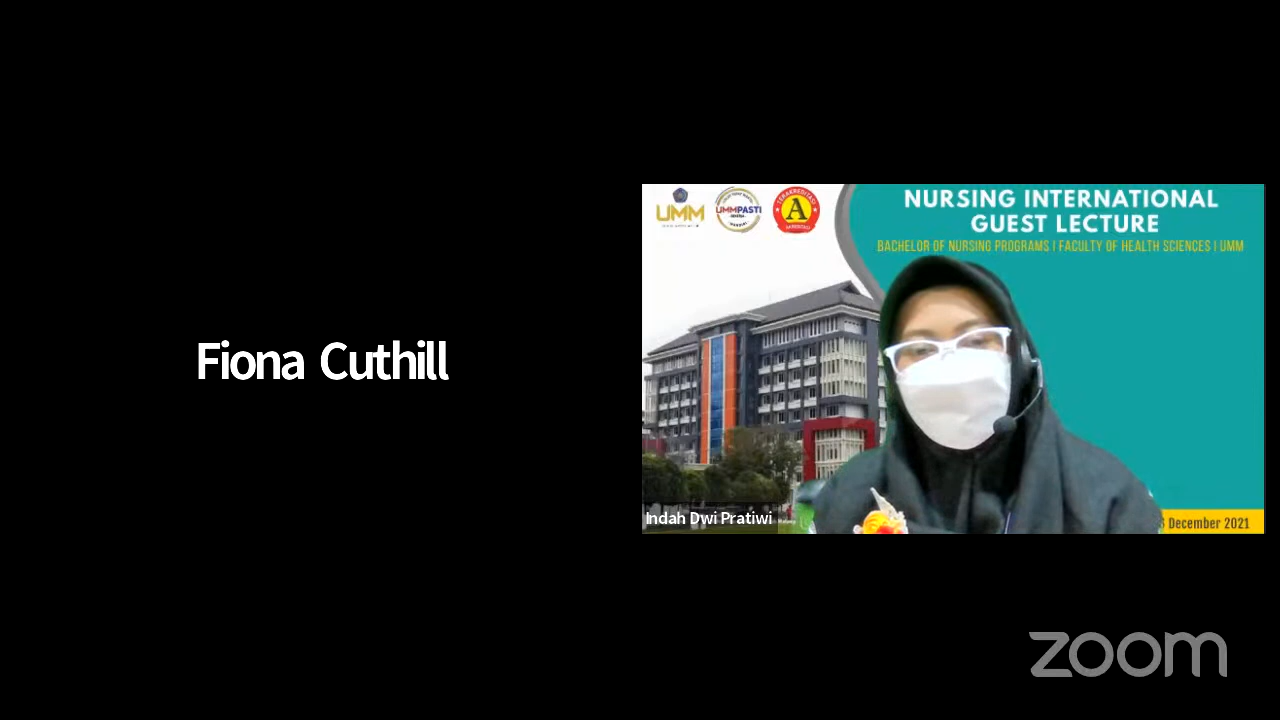 Fiona Cuthill
UMM
UMMPASTI
TERAKREDITASI
A
NURSING INTERNATIONAL
GUEST LECTURE
BACHELOR OF NURSING PROGRAMS I FACULTY OF HEALTH SCIENCES I UMM
Indah Dwi Pratiwi
December 2021
zoom